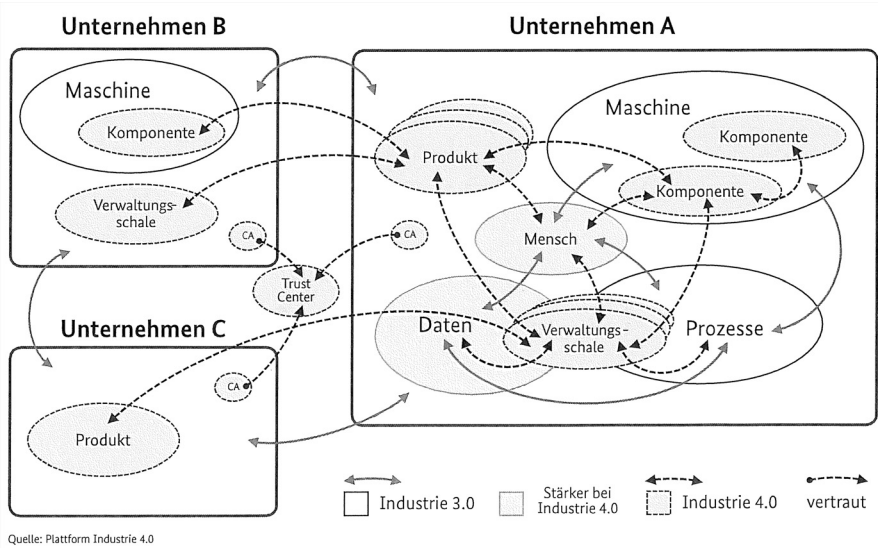 Unternehmen B
Unternehmen A
Maschine
Komponente
Verwaltungs-
schale
CA
Trust
Center
CA
Produkt
Maschine
Komponente
Komponente
Mensch
Daten
Verwaltungs-
schale
Prozesse
Unternehmen C
CA
Produkt
Industrie 3.0
Stärker bei
Industrie 4.0
Industrie 4.0
vertraut
Quelle: Plattform Industrie 4.0